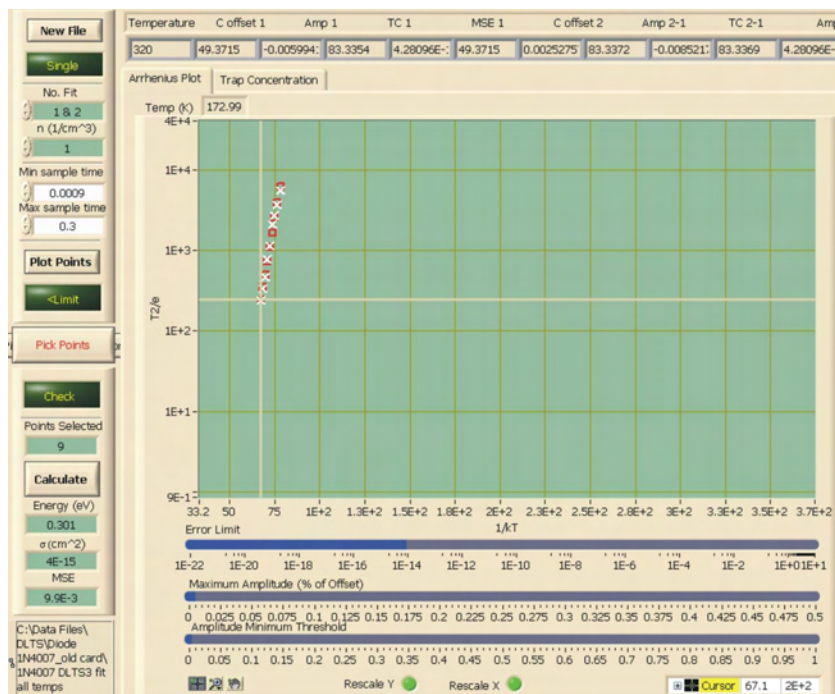 New File
Single
No. Fit
1 & 2
n (1/cm^3)
1
Min sample time
0.0009
Max sample time
0.3
Plot Points
<Limit
Pick Points
Check
Points Selected
9
Calculate
Energy (eV)
0.301
σ(cm^2)
4E-15
MSE
9.9E-3
C:\Data Files\
DLTS\Diode
1N4007_old card\
1N4007 DLTS3 fit
all temps
Temperature C offset 1 Amp 1 TC 1 MSE 1 C offset 2 Amp 2-1 TC 2-1
320 49.3715 -0.005994 83.3354 4.28096E- 49.3715 0.0025275 83.3372 -0.008521 83.3369 4.28096E-
Arrhenius Plot Trap Concentration
Temp (K) 172.99
4E+4
1E+4
1E+3
1E+2
1E+1
9E-1
T2/e
33.2 50 75 1E+2 1.3E+2 1.5E+2 1.8E+2 2E+2 2.3E+2 2.5E+2 2.8E+2 3E+2 3.3E+2 3.7E+2
1/kT
Error Limit
1E-22 1E-20 1E-18 1E-16 1E-14 1E-12 1E-10 1E-8 1E-6 1E-4 1E-2 1E+0 1E+1
Maximum Amplitude (% of Offset)
0 0.025 0.05 0.075 0.1 0.125 0.15 0.175 0.2 0.225 0.25 0.275 0.3 0.325 0.35 0.375 0.4 0.425 0.45 0.5
Amplitude Minimum Threshold
0 0.05 0.1 0.15 0.2 0.25 0.3 0.35 0.4 0.45 0.5 0.55 0.6 0.65 0.7 0.75 0.8 0.85 0.9 0.95 1
Rescale Y Rescale X Cursor 67.1 2E+2